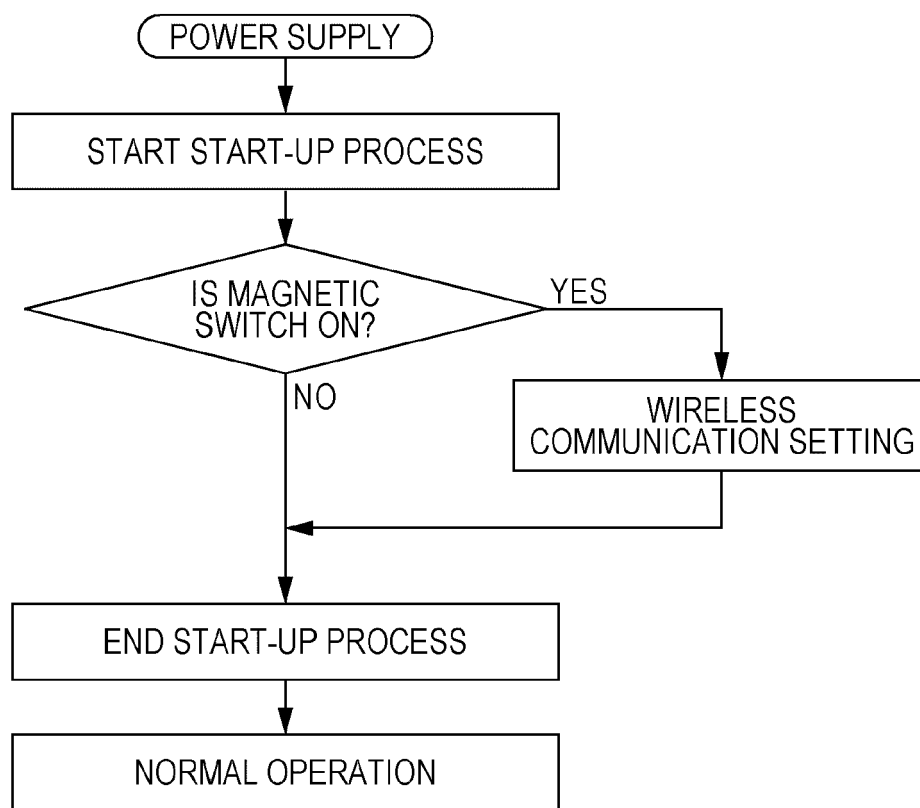 POWER SUPPLY
START START-UP PROCESS
IS MAGNETIC
SWITCH ON?
YES
NO
WIRELESS
COMMUNICATION SETTING
END START-UP PROCESS
NORMAL OPERATION